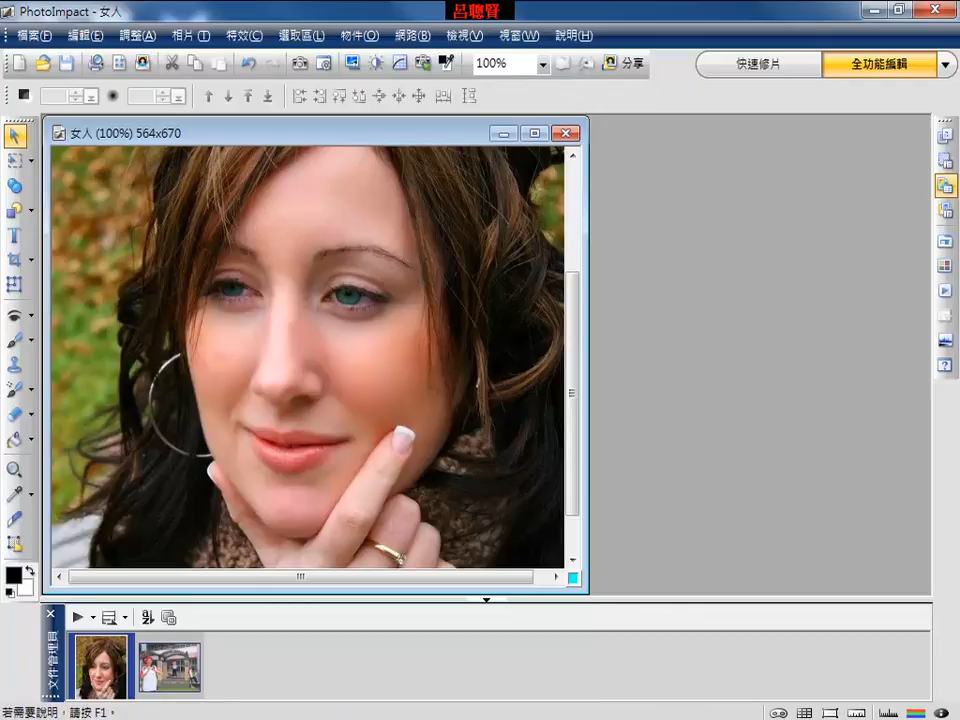 呂聰賢
PhotoImpact - 女人
檔案(F) 編輯(E) 調整(A) 相片(T) 特效(C) 選取區(L) 物件(O) 網路(B) 檢視(V) 視窗(W) 說明(H)
100% 分享 快速修片 全功能編輯
女人 (100%) 564x670
文件管理員
若需要說明，請按 F1。